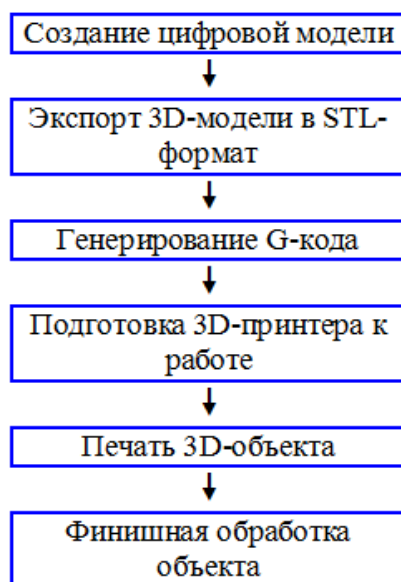 Создание цифровой модели
Экспорт 3D-модели в STL-
формат
Генерирование G-кода
Подготовка 3D-принтера к
работе
Печать 3D-объекта
Финишная обработка
объекта